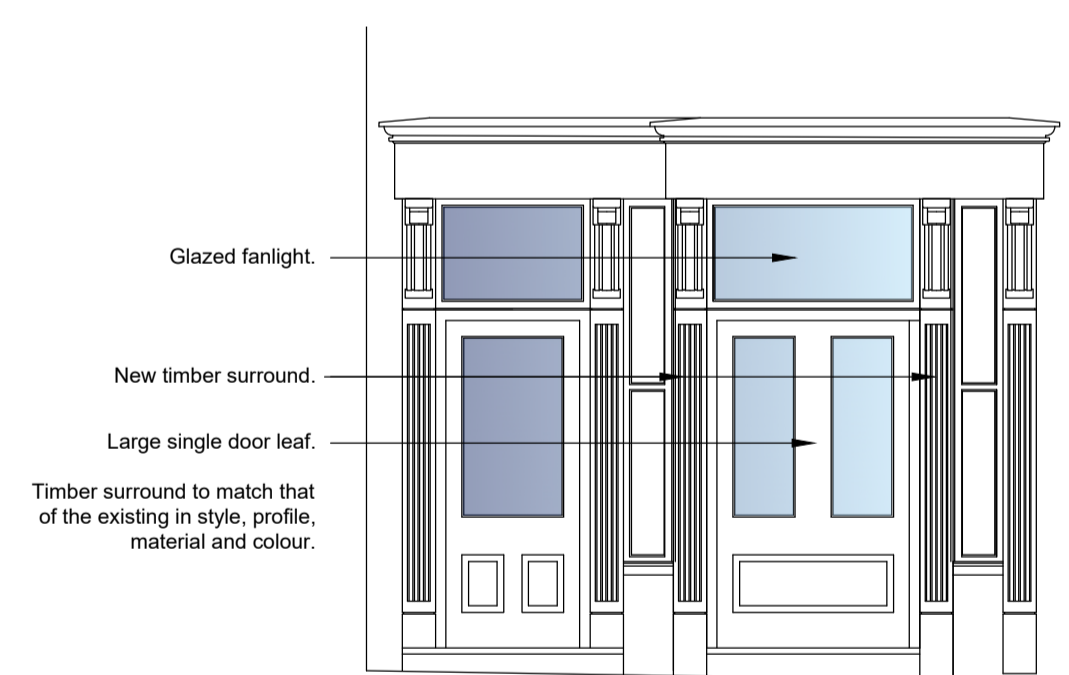 Glazed fanlight.
New timber surround.
Large single door leaf.
Timber surround to match that
of the existing in style, profile,
material and colour.